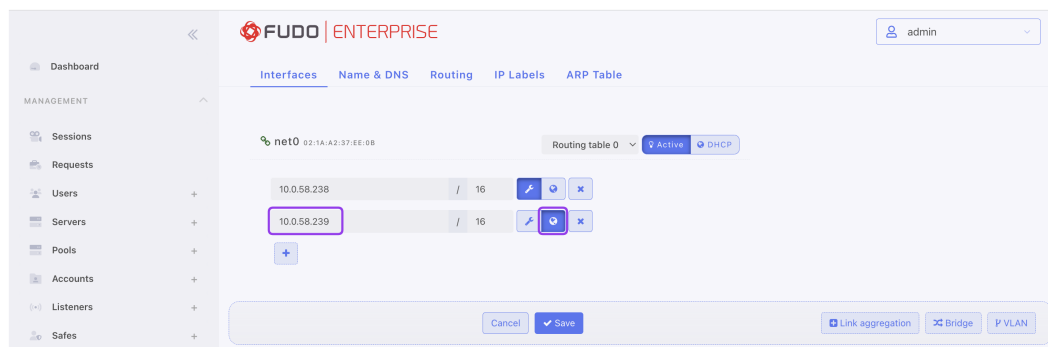 FUDO ENTERPRISE
admin
Dashboard
Interfaces Name & DNS Routing IP Labels ARP Table
MANAGEMENT
Sessions
net0 02:1A:A2:37:EE:0B Routing table 0 Active DHCP
Requests
Users +
10.0.58.238 / 16
Servers +
10.0.58.239 / 16
Pools +
+
Accounts +
Listeners +
Cancel Save Link aggregation Bridge VLAN
Safes +